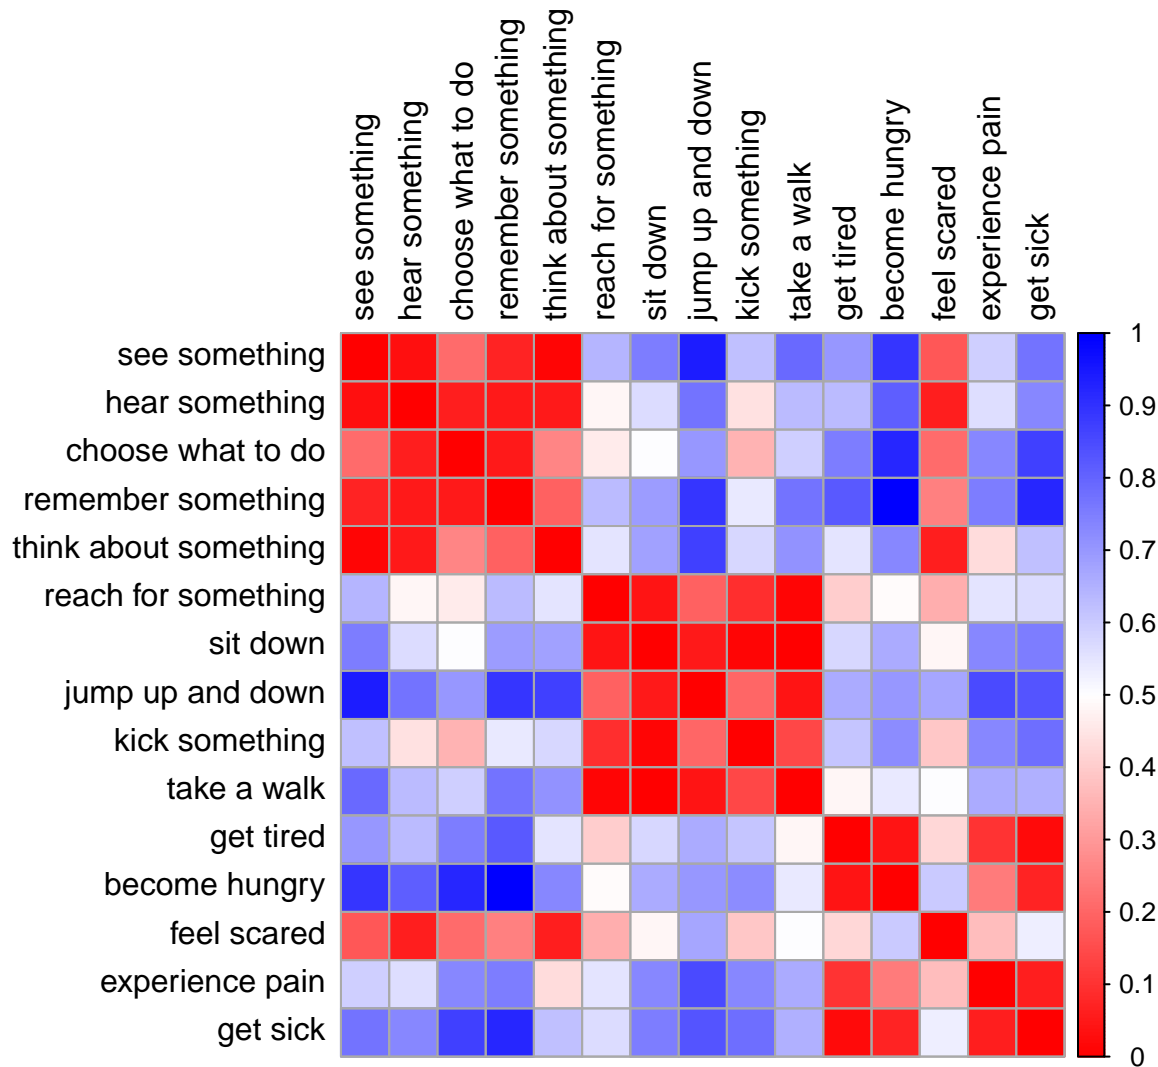 see something
hear something
choose what to do
remember something
think about something
reach for something
sit down
jump up and down
kick something
take a walk
get tired
become hungry
feel scared
experience pain
get sick
see something
hear something
choose what to do
remember something
think about something
reach for something
sit down
jump up and down
kick something
take a walk
get tired
become hungry
feel scared
experience pain
get sick
1
0.9
0.8
0.7
0.6
0.5
0.4
0.3
0.2
0.1
0